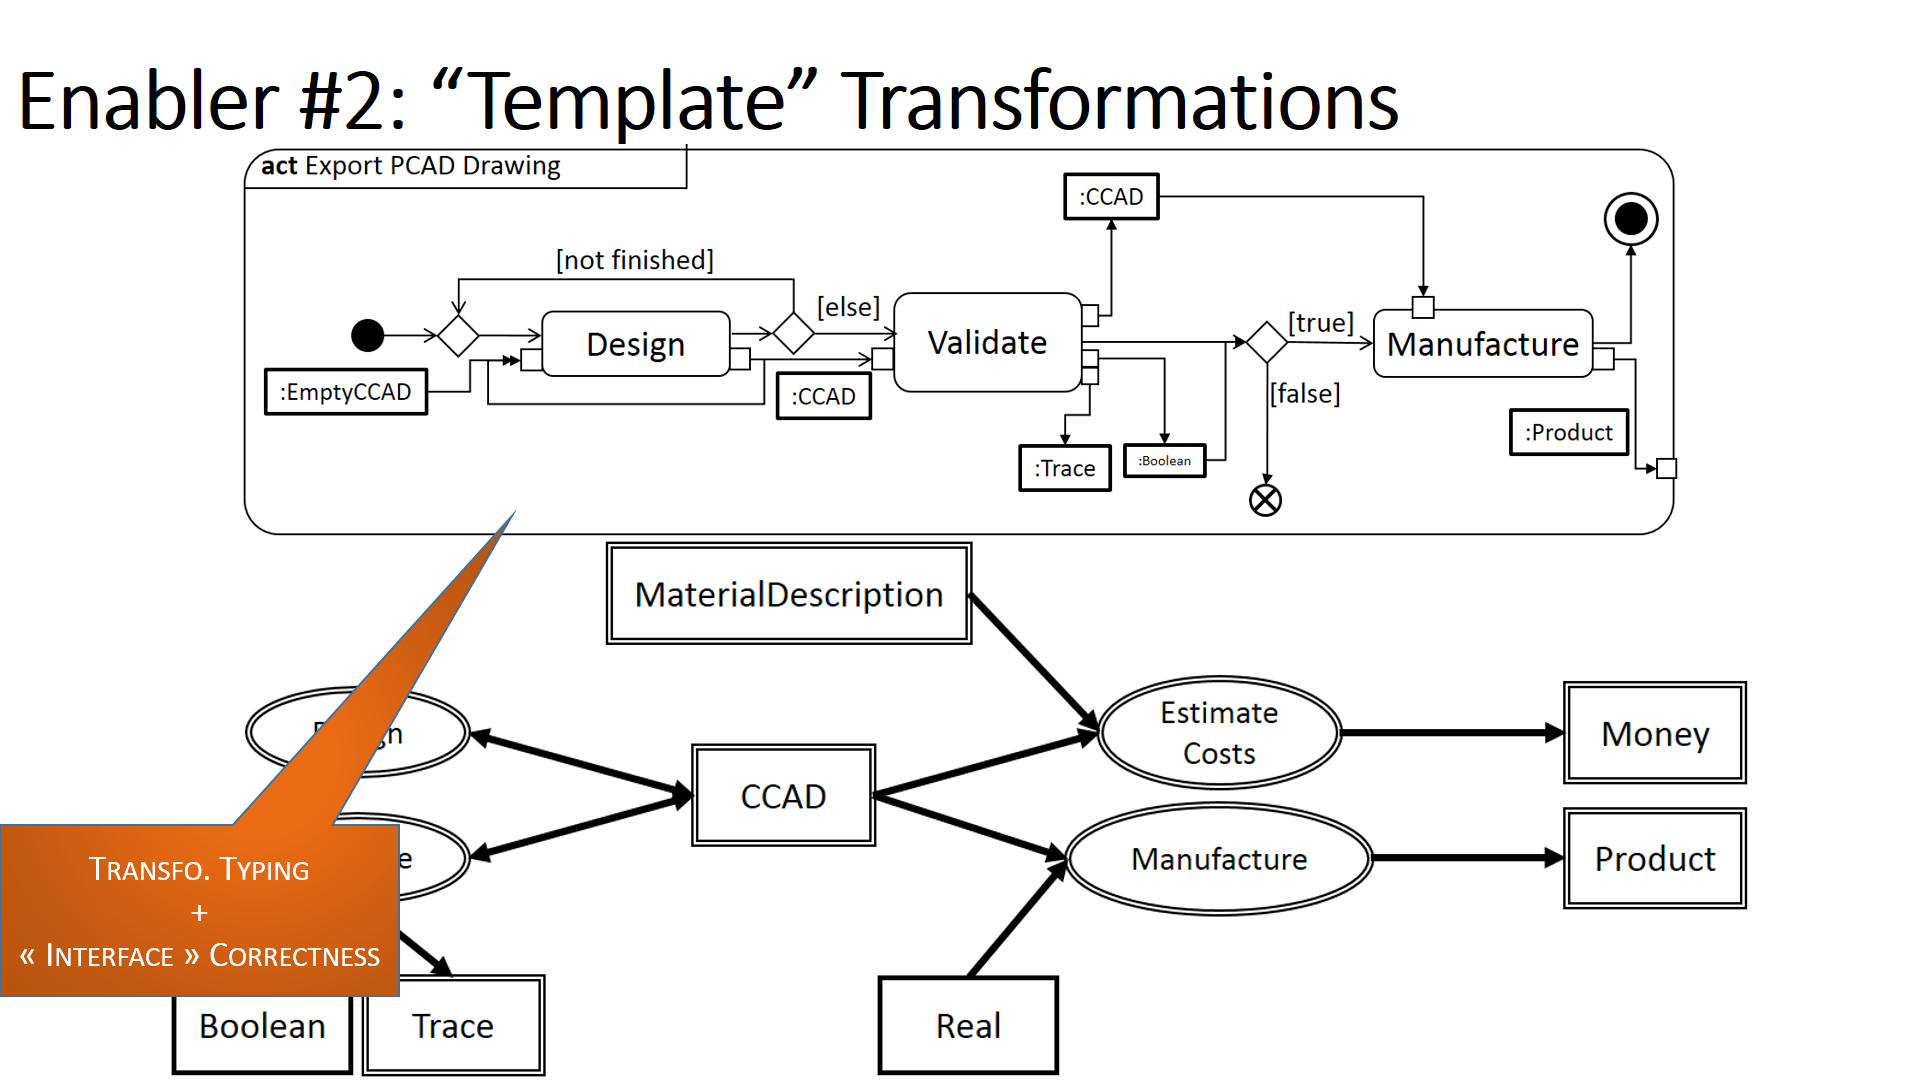 Enabler #2: “Template” Transformations
act Export PCAD Drawing
:CCAD
[not finished]
[else]
Design
Validate
[true]
Manufacture
:EmptyCCAD
:CCAD
[false]
:Product
:Trace
:Boolean
MaterialDescription
Estimate
Costs
Money
CCAD
Manufacture
Product
TRANSFO. TYPING
+
« INTERFACE » CORRECTNESS
Boolean
Trace
Real